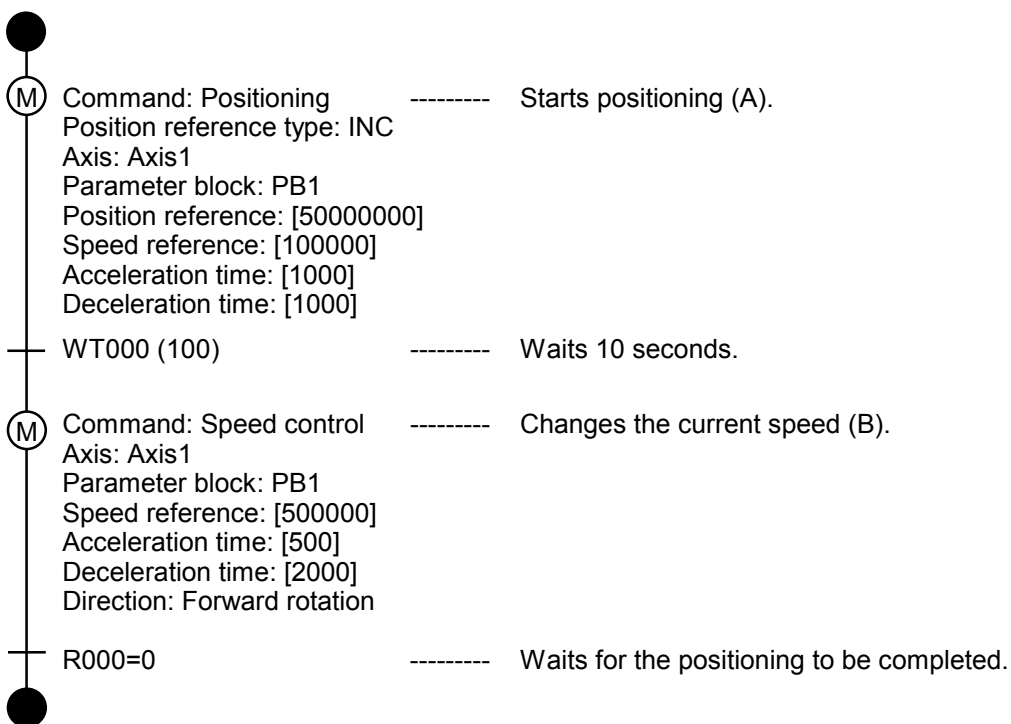 M Command: Positioning --------- Starts positioning (A).
Position reference type: INC
Axis: Axis1
Parameter block: PB1
Position reference: [50000000]
Speed reference: [100000]
Acceleration time: [1000]
Deceleration time: [1000]
WT000 (100) --------- Waits 10 seconds.
M Command: Speed control --------- Changes the current speed (B).
Axis: Axis1
Parameter block: PB1
Speed reference: [500000]
Acceleration time: [500]
Deceleration time: [2000]
Direction: Forward rotation
R000=0 --------- Waits for the positioning to be completed.